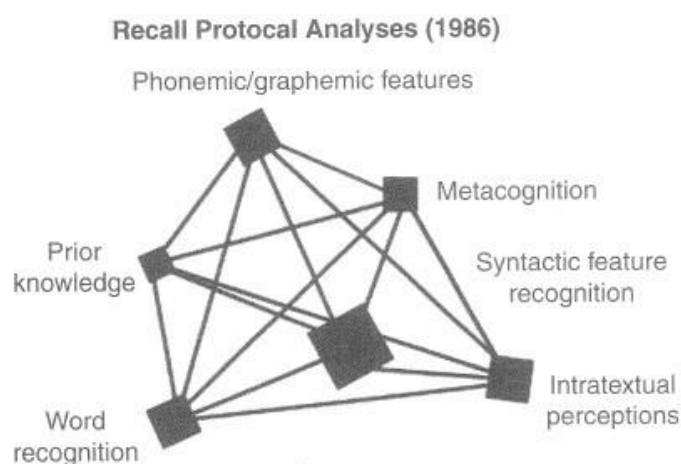 Recall Protocal Analyses (1986)
Phonemic/graphemic features
Metacognition
Prior
knowledge
Syntactic feature
recognition
Intratextual
perceptions
Word
recognition